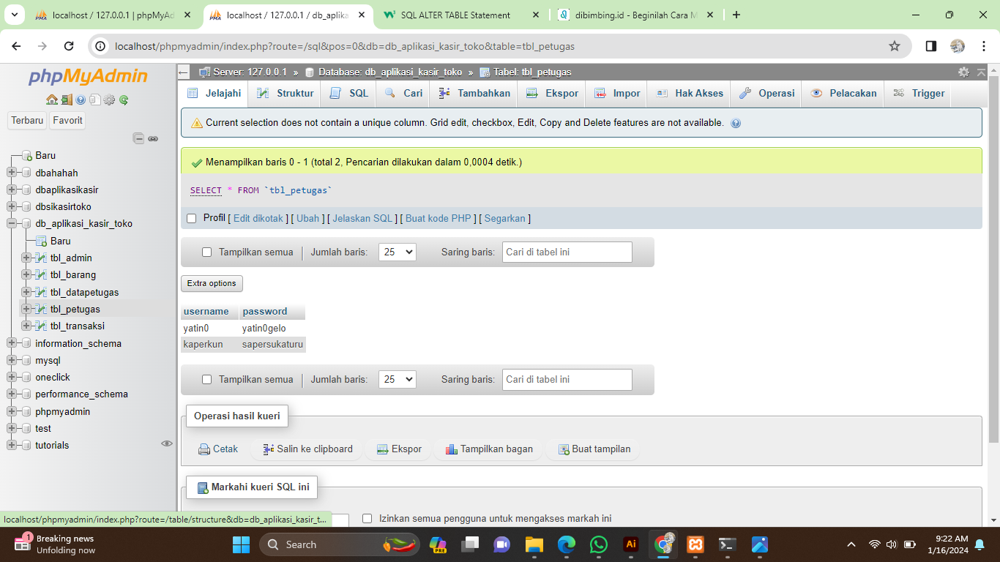 localhost / 127.0.0.1 | phpMyAd
localhost / 127.0.0.1 / db_aplika
SQL ALTER TABLE Statement
dibimbing.id - Beginilah Cara M
localhost/phpmyadmin/index.php?route=/sql&pos=0&db=db_aplikasi_kasir_toko&table=tbl_petugas
phpMyAdmin
Terbaru
Favorit
Baru
dbahahah
dbaplikasikasir
dbsikasirtoko
db_aplikasi_kasir_toko
Baru
tbl_admin
tbl_barang
tbl_datapetugas
tbl_petugas
tbl_transaksi
information_schema
mysql
oneclick
performance_schema
phpmyadmin
test
tutorials
Server: 127.0.0.1 » Database: db_aplikasi_kasir_toko » Tabel: tbl_petugas
Jelajahi Struktur SQL Cari Tambahkan Ekspor Impor Hak Akses Operasi Pelacakan Trigger
Current selection does not contain a unique column. Grid edit, checkbox, Edit, Copy and Delete features are not available.
Menampilkan baris 0 - 1 (total 2, Pencarian dilakukan dalam 0,0004 detik.)
SELECT * FROM `tbl_petugas`
Profil [ Edit dikotak ] [ Ubah ] [ Jelaskan SQL ] [ Buat kode PHP ] [ Segarkan ]
Tampilkan semua | Jumlah baris: 25 Saring baris: Cari di tabel ini
Extra options
username password
yatin0 yatin0gelo
kaperkun sapersukaturu
Tampilkan semua | Jumlah baris: 25 Saring baris: Cari di tabel ini
Operasi hasil kueri
Cetak Salin ke clipboard Ekspor Tampilkan bagan Buat tampilan
Markahi kueri SQL ini
Izinkan semua pengguna untuk mengakses markah ini
localhost/phpmyadmin/index.php?route=/table/structure&db=db_aplikasi_kasir_t...
1
Breaking news
Unfolding now
Search
PRE
Ai
9:22 AM
1/16/2024